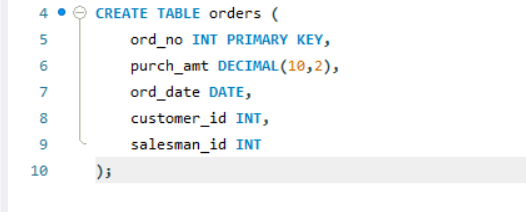 4 CREATE TABLE orders (
5 ord_no INT PRIMARY KEY,
6 purch_amt DECIMAL(10,2),
7 ord_date DATE,
8 customer_id INT,
9 salesman_id INT
10 );